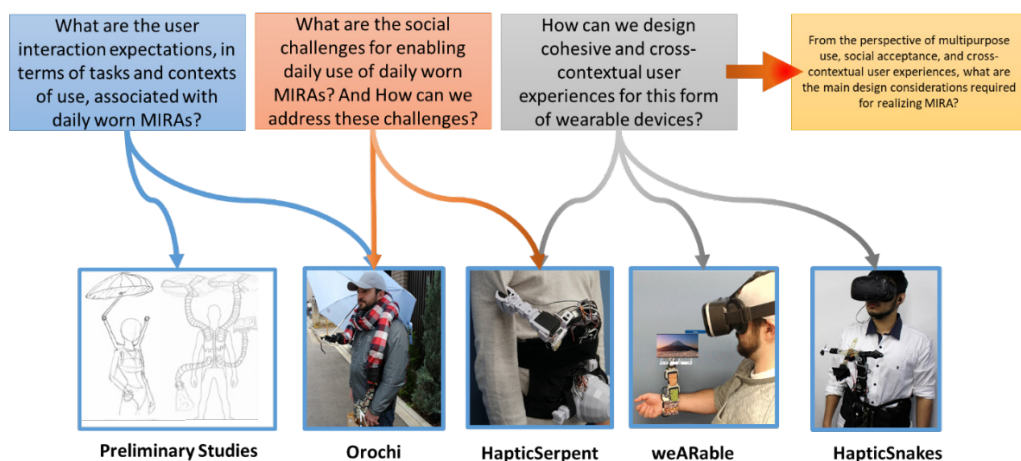 What are the user
interaction expectations, in
terms of tasks and contexts
of use, associated with
daily worn MIRAs?
What are the social
challenges for enabling
daily use of daily worn
MIRAs? And How can we
address these challenges?
How can we design
cohesive and cross-
contextual user
experiences for this form
of wearable devices?
From the perspective of multipurpose
use, social acceptance, and cross-
contextual user experiences, what are
the main design considerations required
for realizing MIRA?
Preliminary Studies
Orochi
HapticSerpent
weARable
HapticSnakes